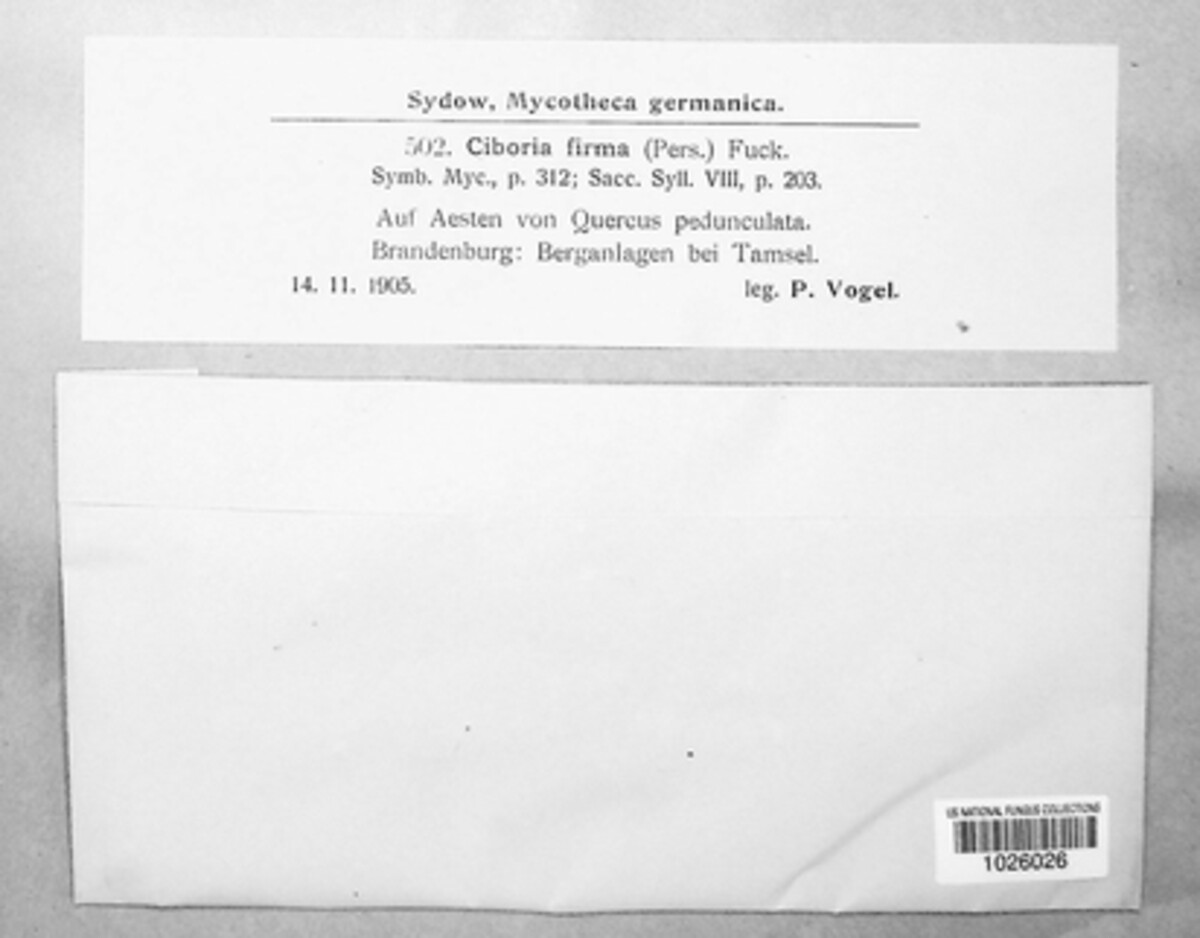 Sydow, Mycotheca germanica.
502. Ciboria firma (Pers.) Fuck.
Symb. Myc., p. 312; Sacc. Syll. VIII, p. 203.
Auf Aesten von Quercus pedunculata.
Brandenburg: Berganlagen bei Tamsel.
14. 11. 1905. leg. P. Vogel.
US NATIONAL FUNGUS COLLECTIONS
1026026